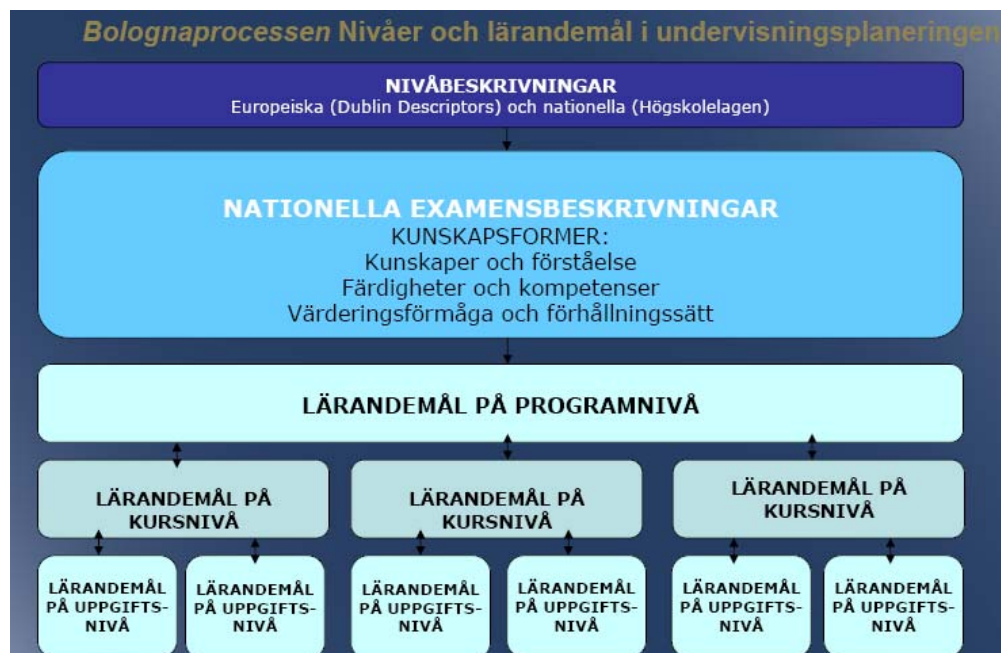 Bolognaprocessen Nivåer och lärandemål i undervisningsplaneringen
NIVÅBESKRIVNINGAR
Europeiska (Dublin Descriptors) och nationella (Högskolelagen)
NATIONELLA EXAMENSBESKRIVNINGAR
KUNSKAPSFORMER:
Kunskaper och förståelse
Färdigheter och kompetenser
Värderingsförmåga och förhållningssätt
LÄRANDEMÅL PÅ PROGRAMNIVÅ
LÄRANDEMÅL PÅ
KURSNIVÅ
LÄRANDEMÅL PÅ
KURSNIVÅ
LÄRANDEMÅL PÅ
KURSNIVÅ
LÄRANDEMÅL
PÅ UPPGIFTS-
NIVÅ
LÄRANDEMÅL
PÅ UPPGIFTS-
NIVÅ
LÄRANDEMÅL
PÅ UPPGIFTS-
NIVÅ
LÄRANDEMÅL
PÅ UPPGIFTS-
NIVÅ
LÄRANDEMÅL
PÅ UPPGIFTS-
NIVÅ
LÄRANDEMÅL
PÅ UPPGIFTS-
NIVÅ